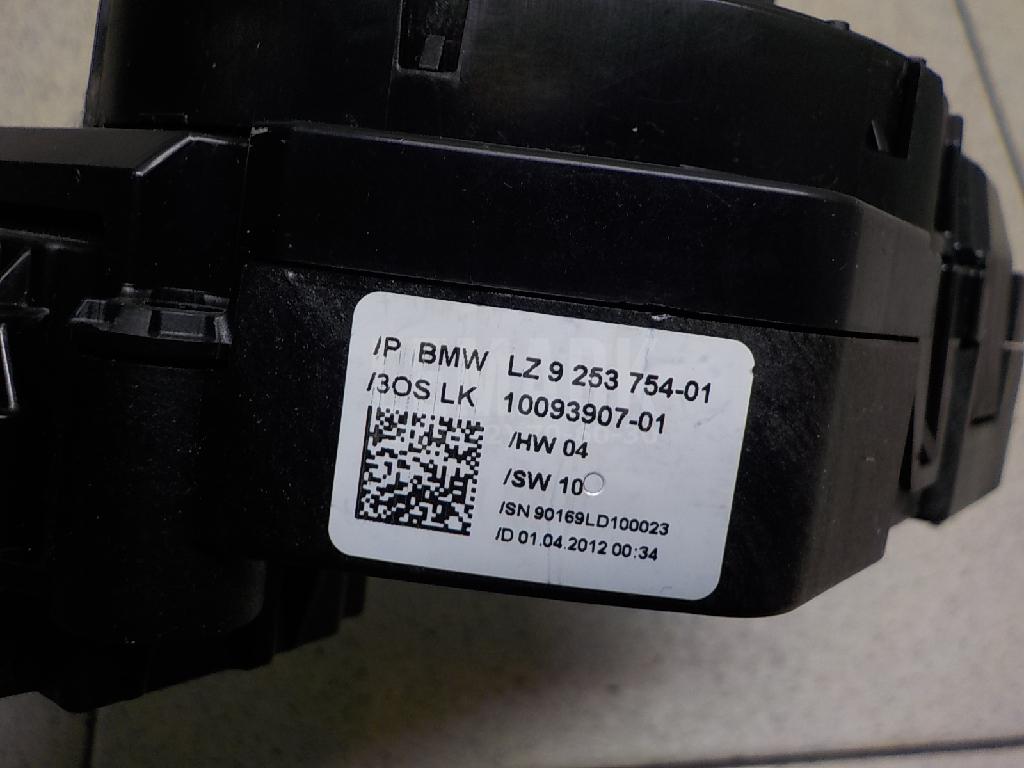 /P BMW LZ 9 253 754-01
/3OS LK 10093907-01
/HW 04
/SW 10
/SN 90169LD100023
/D 01.04.2012 00:34